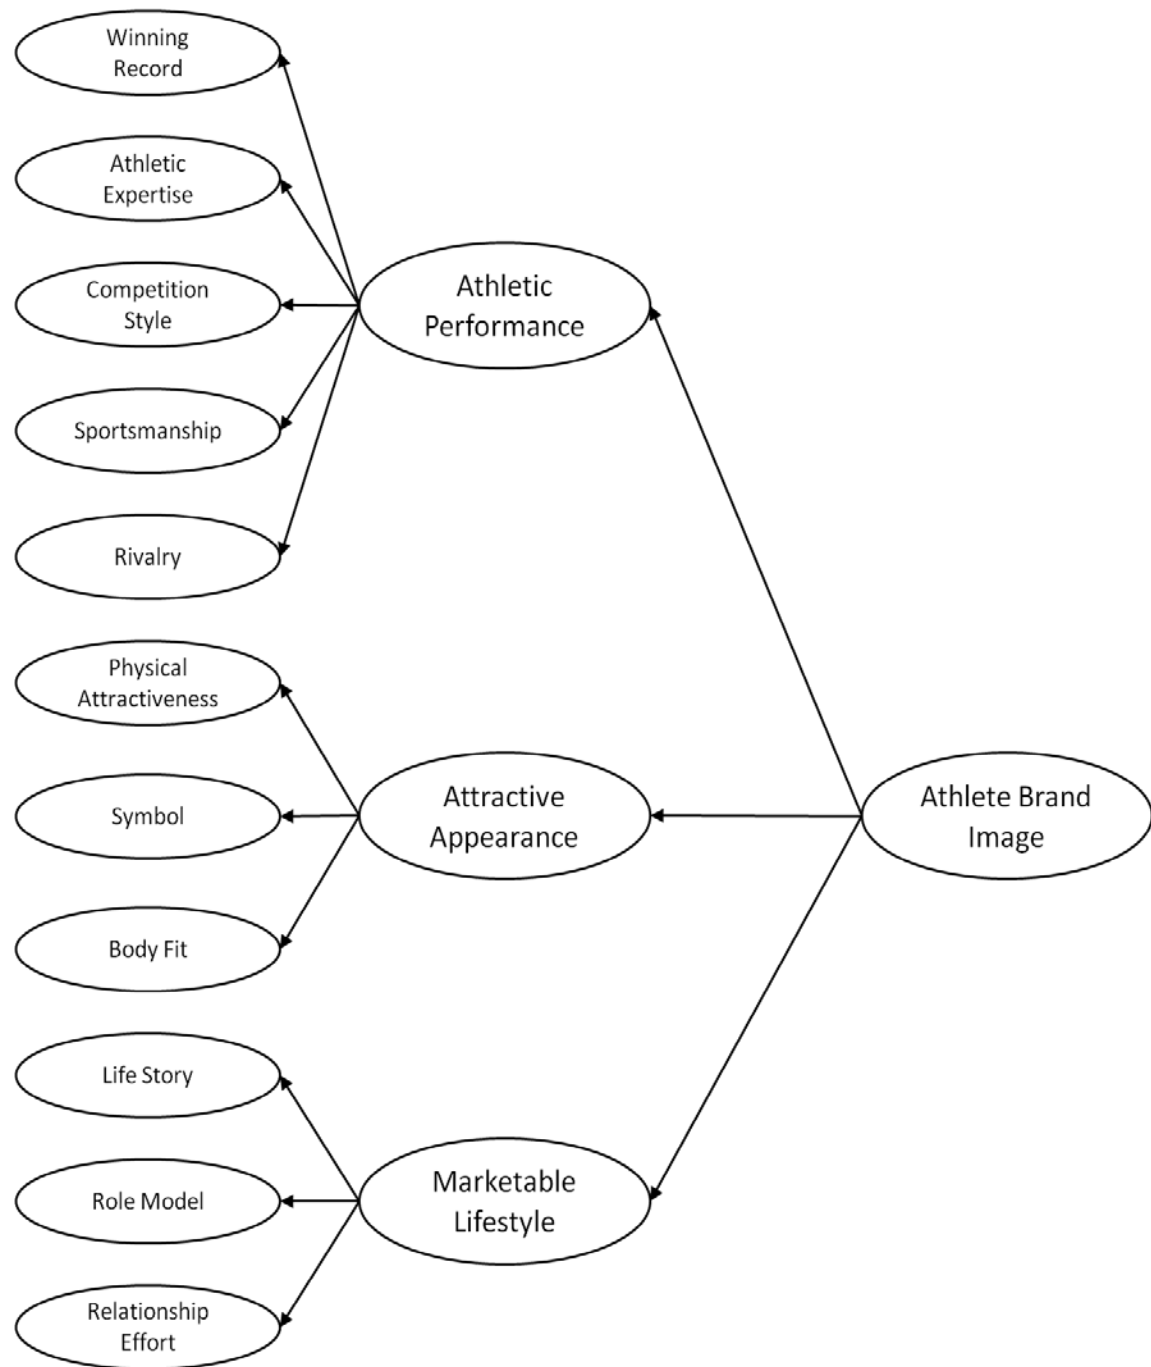 Winning
Record
Athletic
Expertise
Competition
Style
Sportsmanship
Rivalry
Physical
Attractiveness
Symbol
Body Fit
Life Story
Role Model
Relationship
Effort
Athletic
Performance
Attractive
Appearance
Marketable
Lifestyle
Athlete Brand
Image